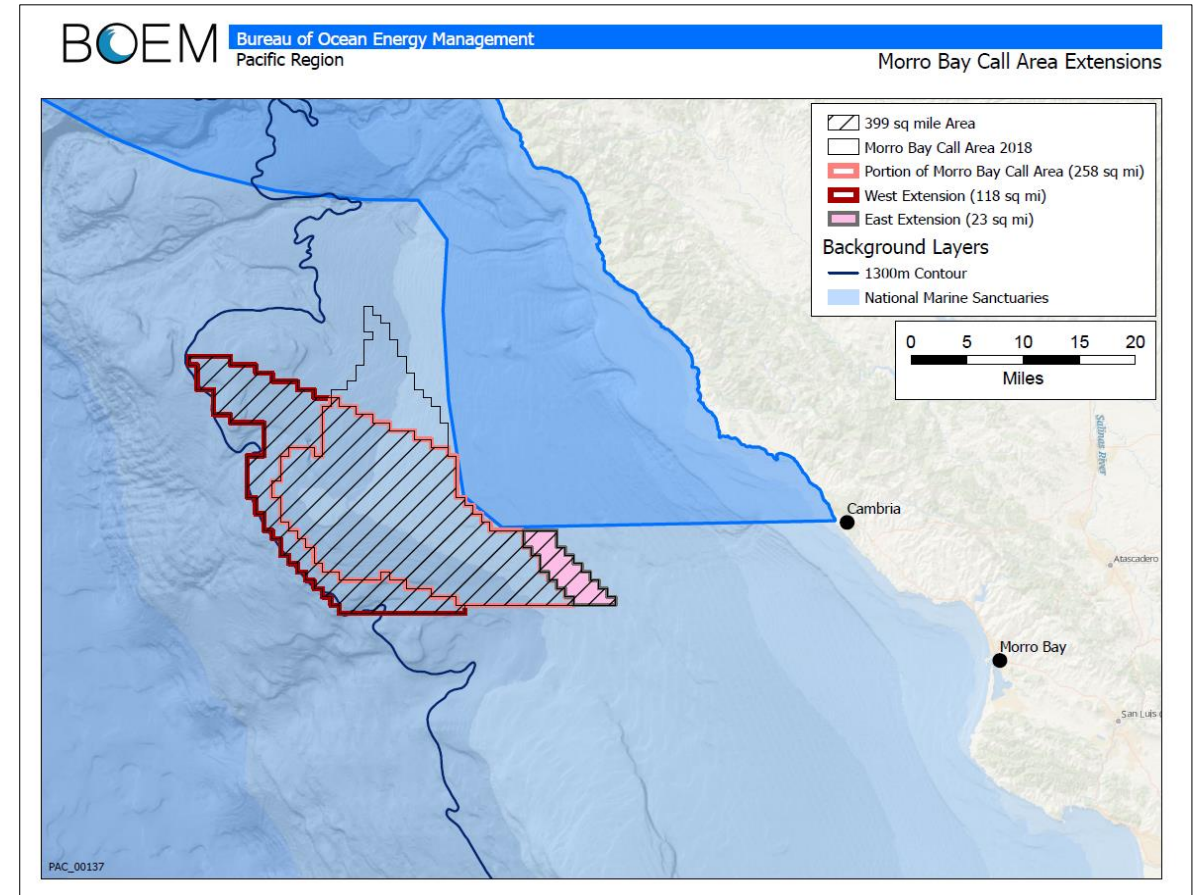 BOEM
Bureau of Ocean Energy Management
Pacific Region
Morro Bay Call Area Extensions
399 sq mile Area
Morro Bay Call Area 2018
Portion of Morro Bay Call Area (258 sq mi)
West Extension (118 sq mi)
East Extension (23 sq mi)
Background Layers
1300m Contour
National Marine Sanctuaries
0 5 10 15 20
Miles
Salinas River
Cambria
Atascadero
Morro Bay
San Luis
PAC_00137